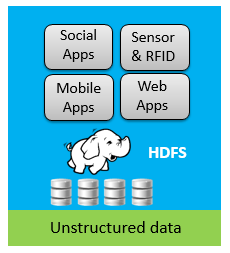 Social
Apps
Sensor
& RFID
Mobile
Apps
Web
Apps
HDFS
Unstructured data